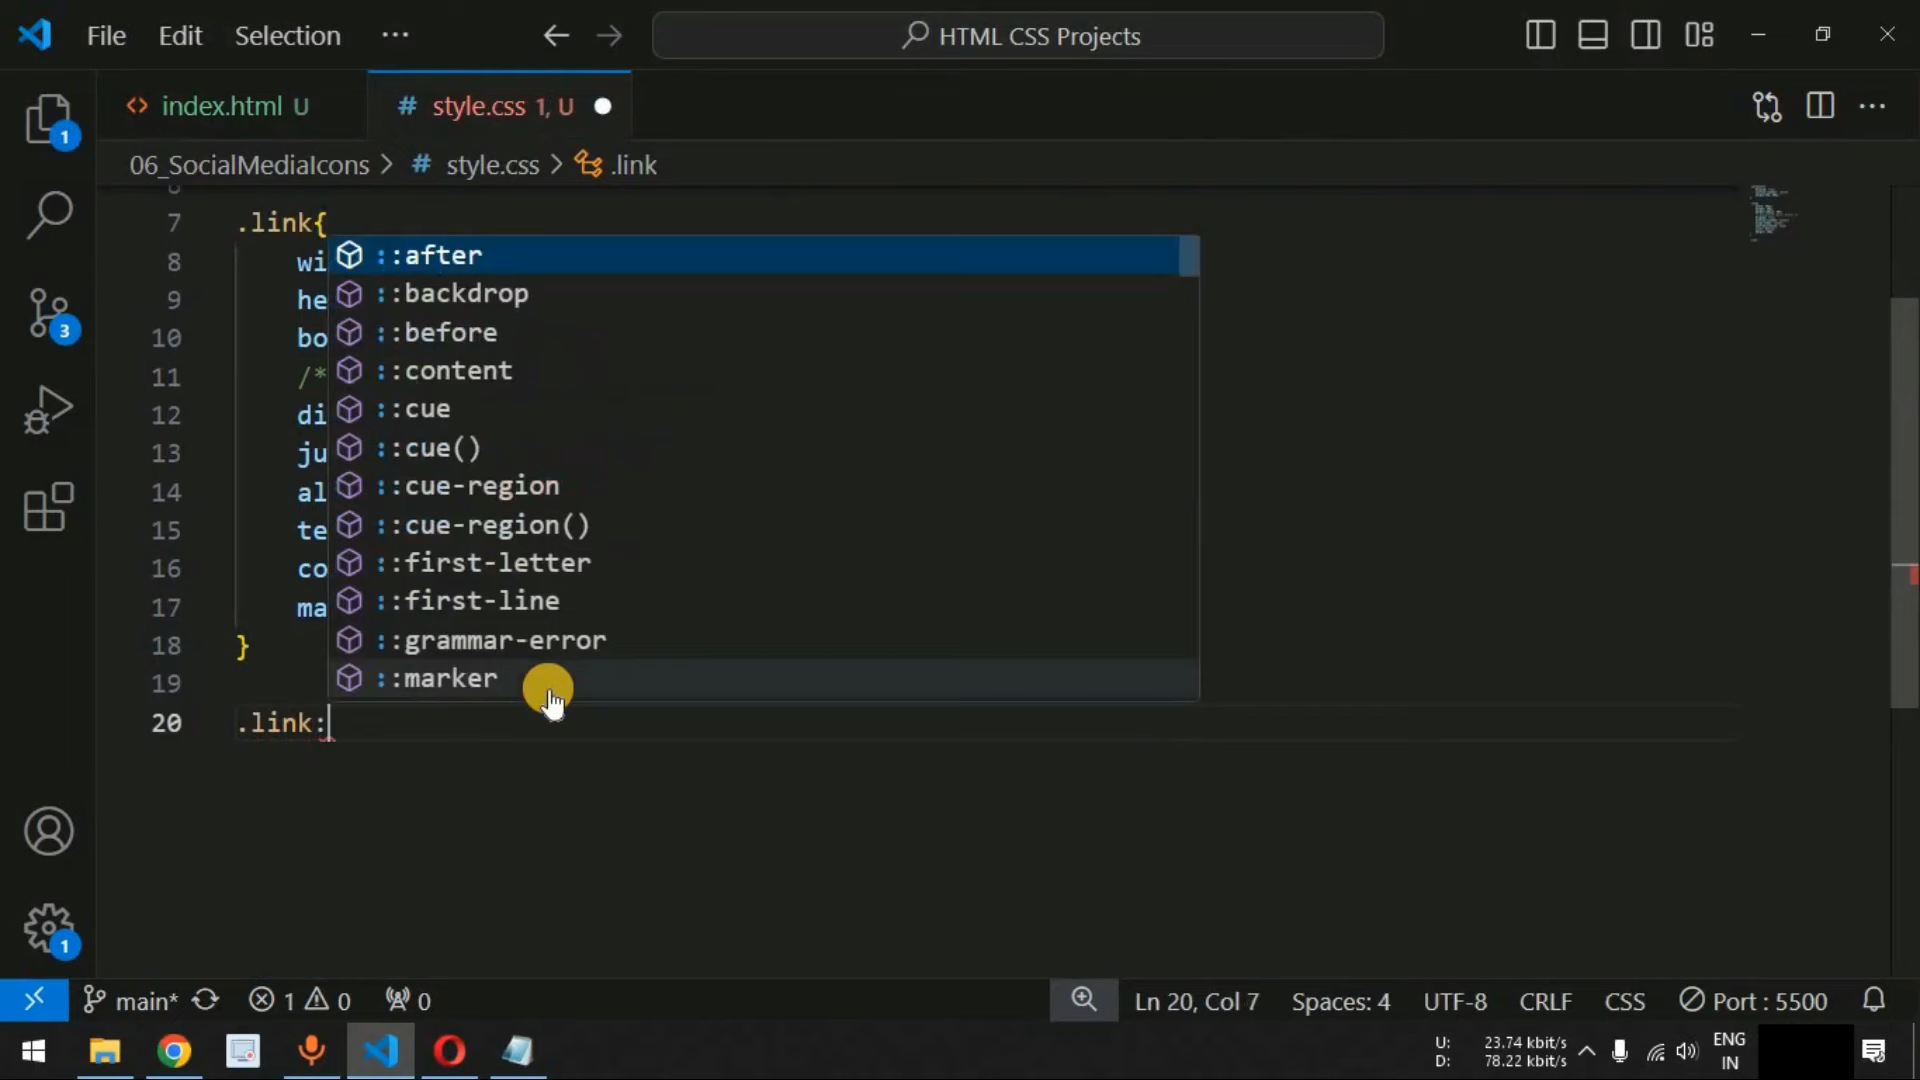 File Edit Selection ··· HTML CSS Projects
index.html U # style.css 1, U
1
06_SocialMediaIcons > # style.css > .link
7 .link{
8 wi
9 he
10 bo
11 /*
12 di
13 ju
14 al
15 te
16 co
17 ma
18 }
19
20 .link:
::after
::backdrop
::before
::content
::cue
::cue()
::cue-region
::cue-region()
::first-letter
::first-line
::grammar-error
::marker
3
1
main* 1 0 0 Ln 20, Col 7 Spaces: 4 UTF-8 CRLF CSS Port : 5500
U: 23.74 kbit/s
D: 78.22 kbit/s
ENG
IN